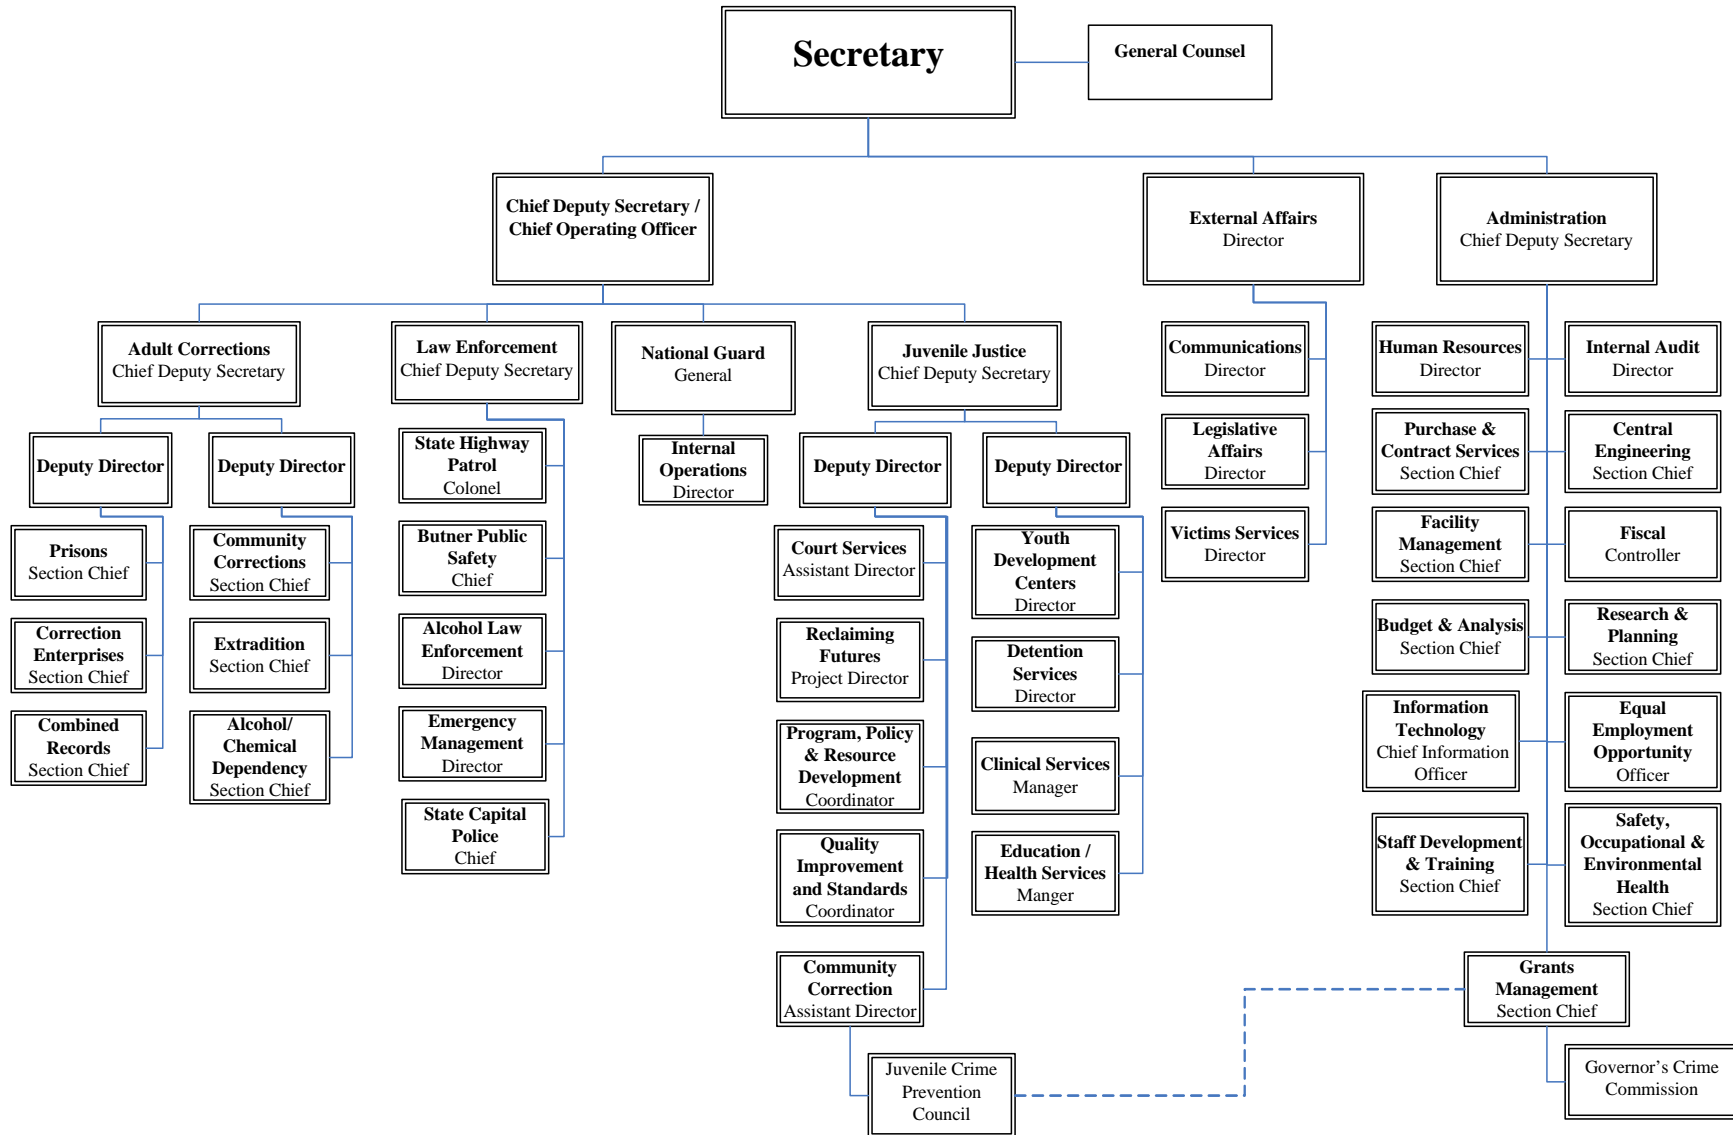 Secretary
General Counsel
Chief Deputy Secretary /
Chief Operating Officer
External Affairs
Director
Administration
Chief Deputy Secretary
Adult Corrections
Chief Deputy Secretary
Law Enforcement
Chief Deputy Secretary
National Guard
General
Juvenile Justice
Chief Deputy Secretary
Communications
Director
Human Resources
Director
Internal Audit
Director
Deputy Director
Deputy Director
State Highway
Patrol
Colonel
Internal
Operations
Director
Deputy Director
Deputy Director
Legislative
Affairs
Director
Purchase &
Contract Services
Section Chief
Central
Engineering
Section Chief
Prisons
Section Chief
Community
Corrections
Section Chief
Butner Public
Safety
Chief
Court Services
Assistant Director
Youth
Development
Centers
Director
Victims Services
Director
Facility
Management
Section Chief
Fiscal
Controller
Correction
Enterprises
Section Chief
Extradition
Section Chief
Alcohol Law
Enforcement
Director
Reclaiming
Futures
Project Director
Detention
Services
Director
Budget & Analysis
Section Chief
Research &
Planning
Section Chief
Combined
Records
Section Chief
Alcohol/
Chemical
Dependency
Section Chief
Emergency
Management
Director
Program, Policy
& Resource
Development
Coordinator
Clinical Services
Manager
Information
Technology
Chief Information
Officer
Equal
Employment
Opportunity
Officer
State Capital
Police
Chief
Quality
Improvement
and Standards
Coordinator
Education /
Health Services
Manger
Staff Development
& Training
Section Chief
Safety,
Occupational &
Environmental
Health
Section Chief
Community
Correction
Assistant Director
Grants
Management
Section Chief
Juvenile Crime
Prevention
Council
Governor’s Crime
Commission